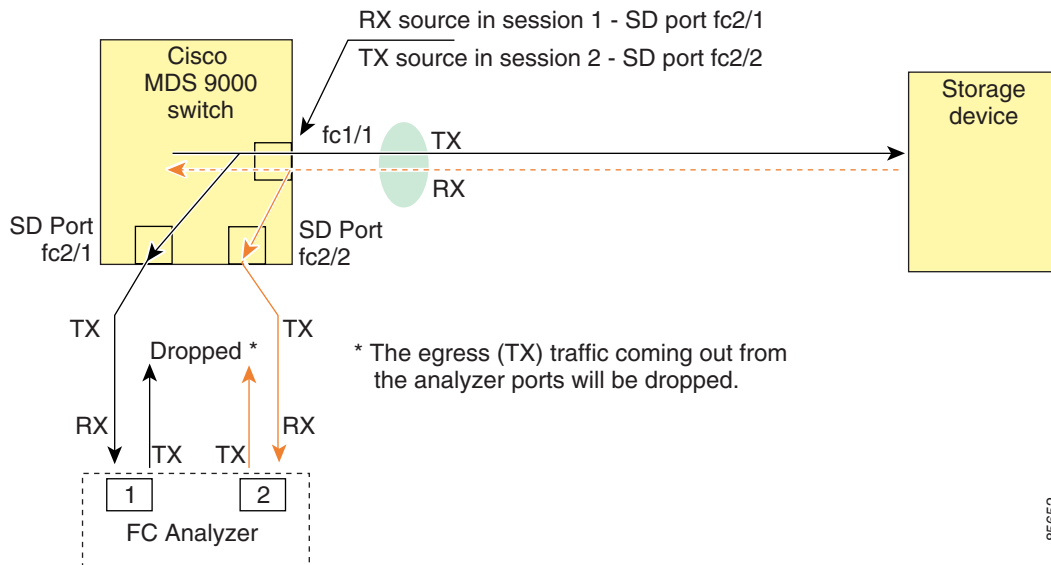 RX source in session 1 - SD port fc2/1
TX source in session 2 - SD port fc2/2
Cisco
MDS 9000
switch
Storage
device
fc1/1
TX
RX
SD Port
fc2/1
SD Port
fc2/2
TX
TX
Dropped *
* The egress (TX) traffic coming out from
the analyzer ports will be dropped.
RX
TX
TX
RX
1
2
FC Analyzer